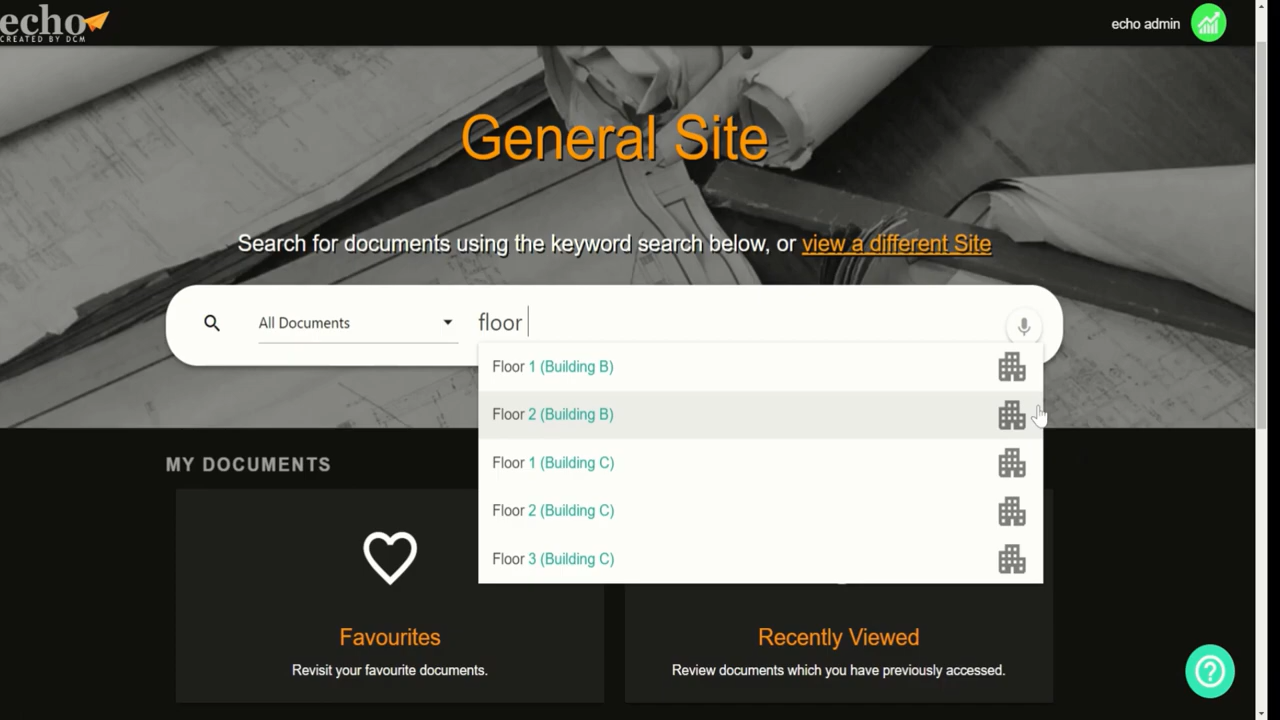 echo
CREATED BY DCM
echo admin
General Site
Search for documents using the keyword search below, or view a different Site
All Documents
floor
Floor 1 (Building B)
Floor 2 (Building B)
Floor 1 (Building C)
Floor 2 (Building C)
Floor 3 (Building C)
MY DOCUMENTS
Favourites
Revisit your favourite documents.
Recently Viewed
Review documents which you have previously accessed.